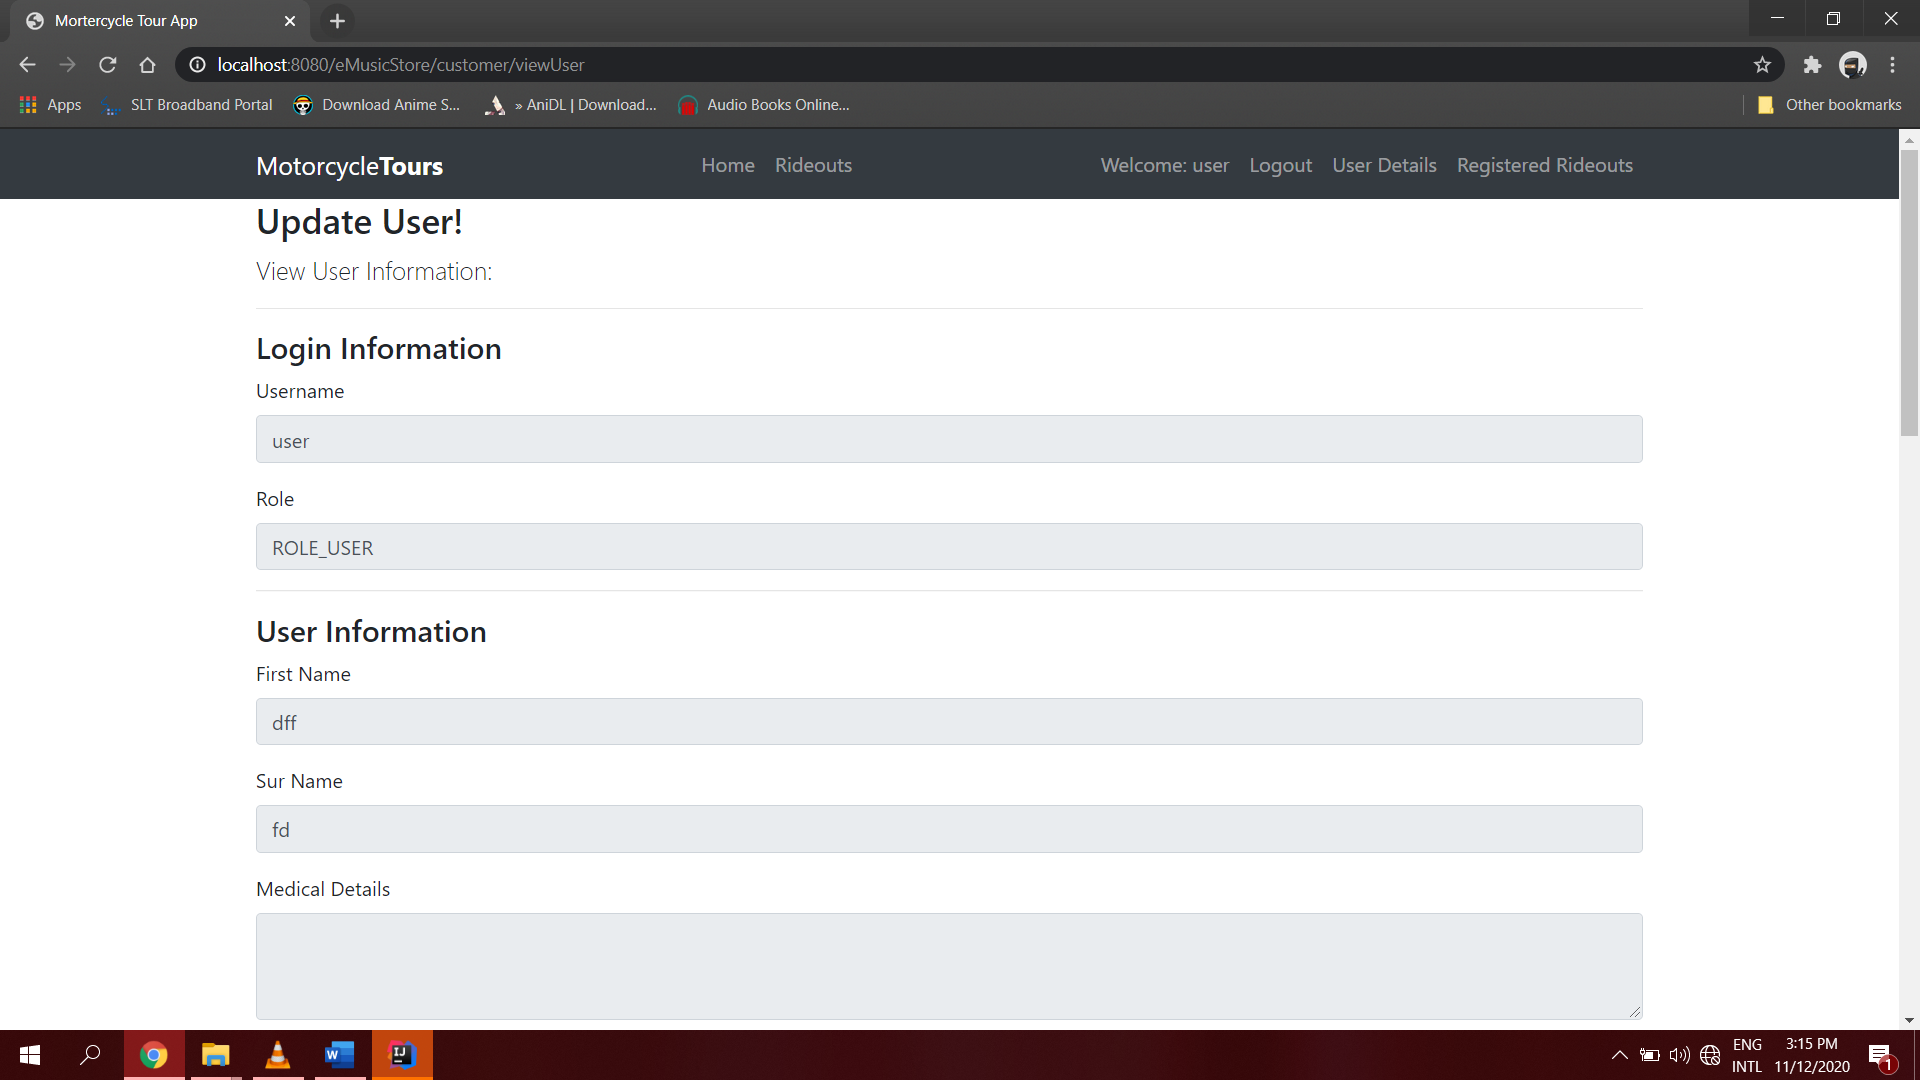 Mortercycle Tour App
localhost:8080/eMusicStore/customer/viewUser
Apps SLT Broadband Portal Download Anime S... » AniDL | Download... Audio Books Online... Other bookmarks
MotorcycleTours Home Rideouts Welcome: user Logout User Details Registered Rideouts
Update User!
View User Information:
Login Information
Username
user
Role
ROLE_USER
User Information
First Name
dff
Sur Name
fd
Medical Details
ENG 3:15 PM
INTL 11/12/2020 1